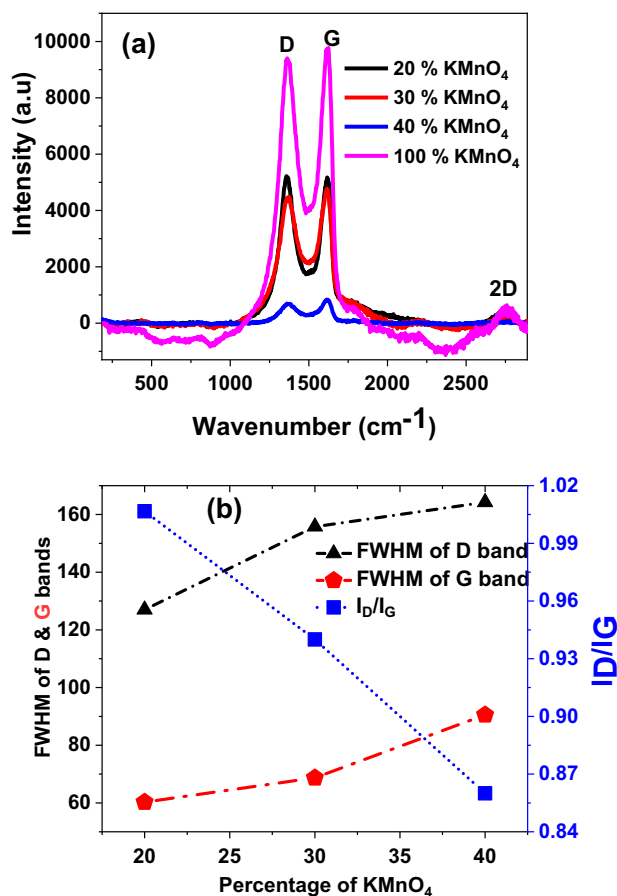 (a)
D
G
20 % KMnO₄
30 % KMnO₄
40 % KMnO₄
100 % KMnO₄
2D
Intensity (a.u)
10000
8000
6000
4000
2000
0
500 1000 1500 2000 2500
Wavenumber (cm⁻¹)
(b)
FWHM of D band
FWHM of G band
I_D/I_G
FWHM of D & G bands
160
140
120
100
80
60
1.02
0.99
0.96
0.93
0.90
0.87
0.84
ID/IG
20 25 30 35 40
Percentage of KMnO₄